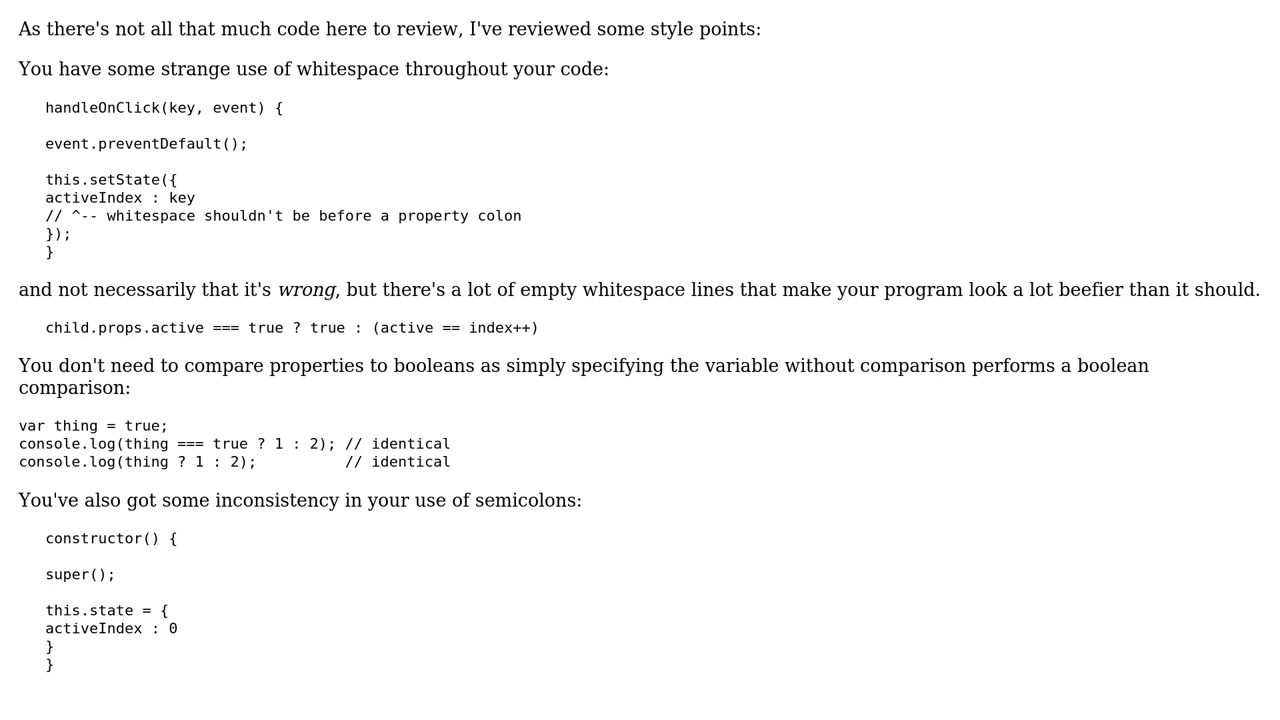 As there's not all that much code here to review, I've reviewed some style points:
You have some strange use of whitespace throughout your code:
handleOnClick(key, event) {
event.preventDefault();
this.setState({
activeIndex : key
// ^-- whitespace shouldn't be before a property colon
});
}
and not necessarily that it's wrong, but there's a lot of empty whitespace lines that make your program look a lot beefier than it should.
child.props.active === true ? true : (active == index++)
You don't need to compare properties to booleans as simply specifying the variable without comparison performs a boolean
comparison:
var thing = true;
console.log(thing === true ? 1 : 2); // identical
console.log(thing ? 1 : 2);          // identical
You've also got some inconsistency in your use of semicolons:
constructor() {
super();
this.state = {
activeIndex : 0
}
}